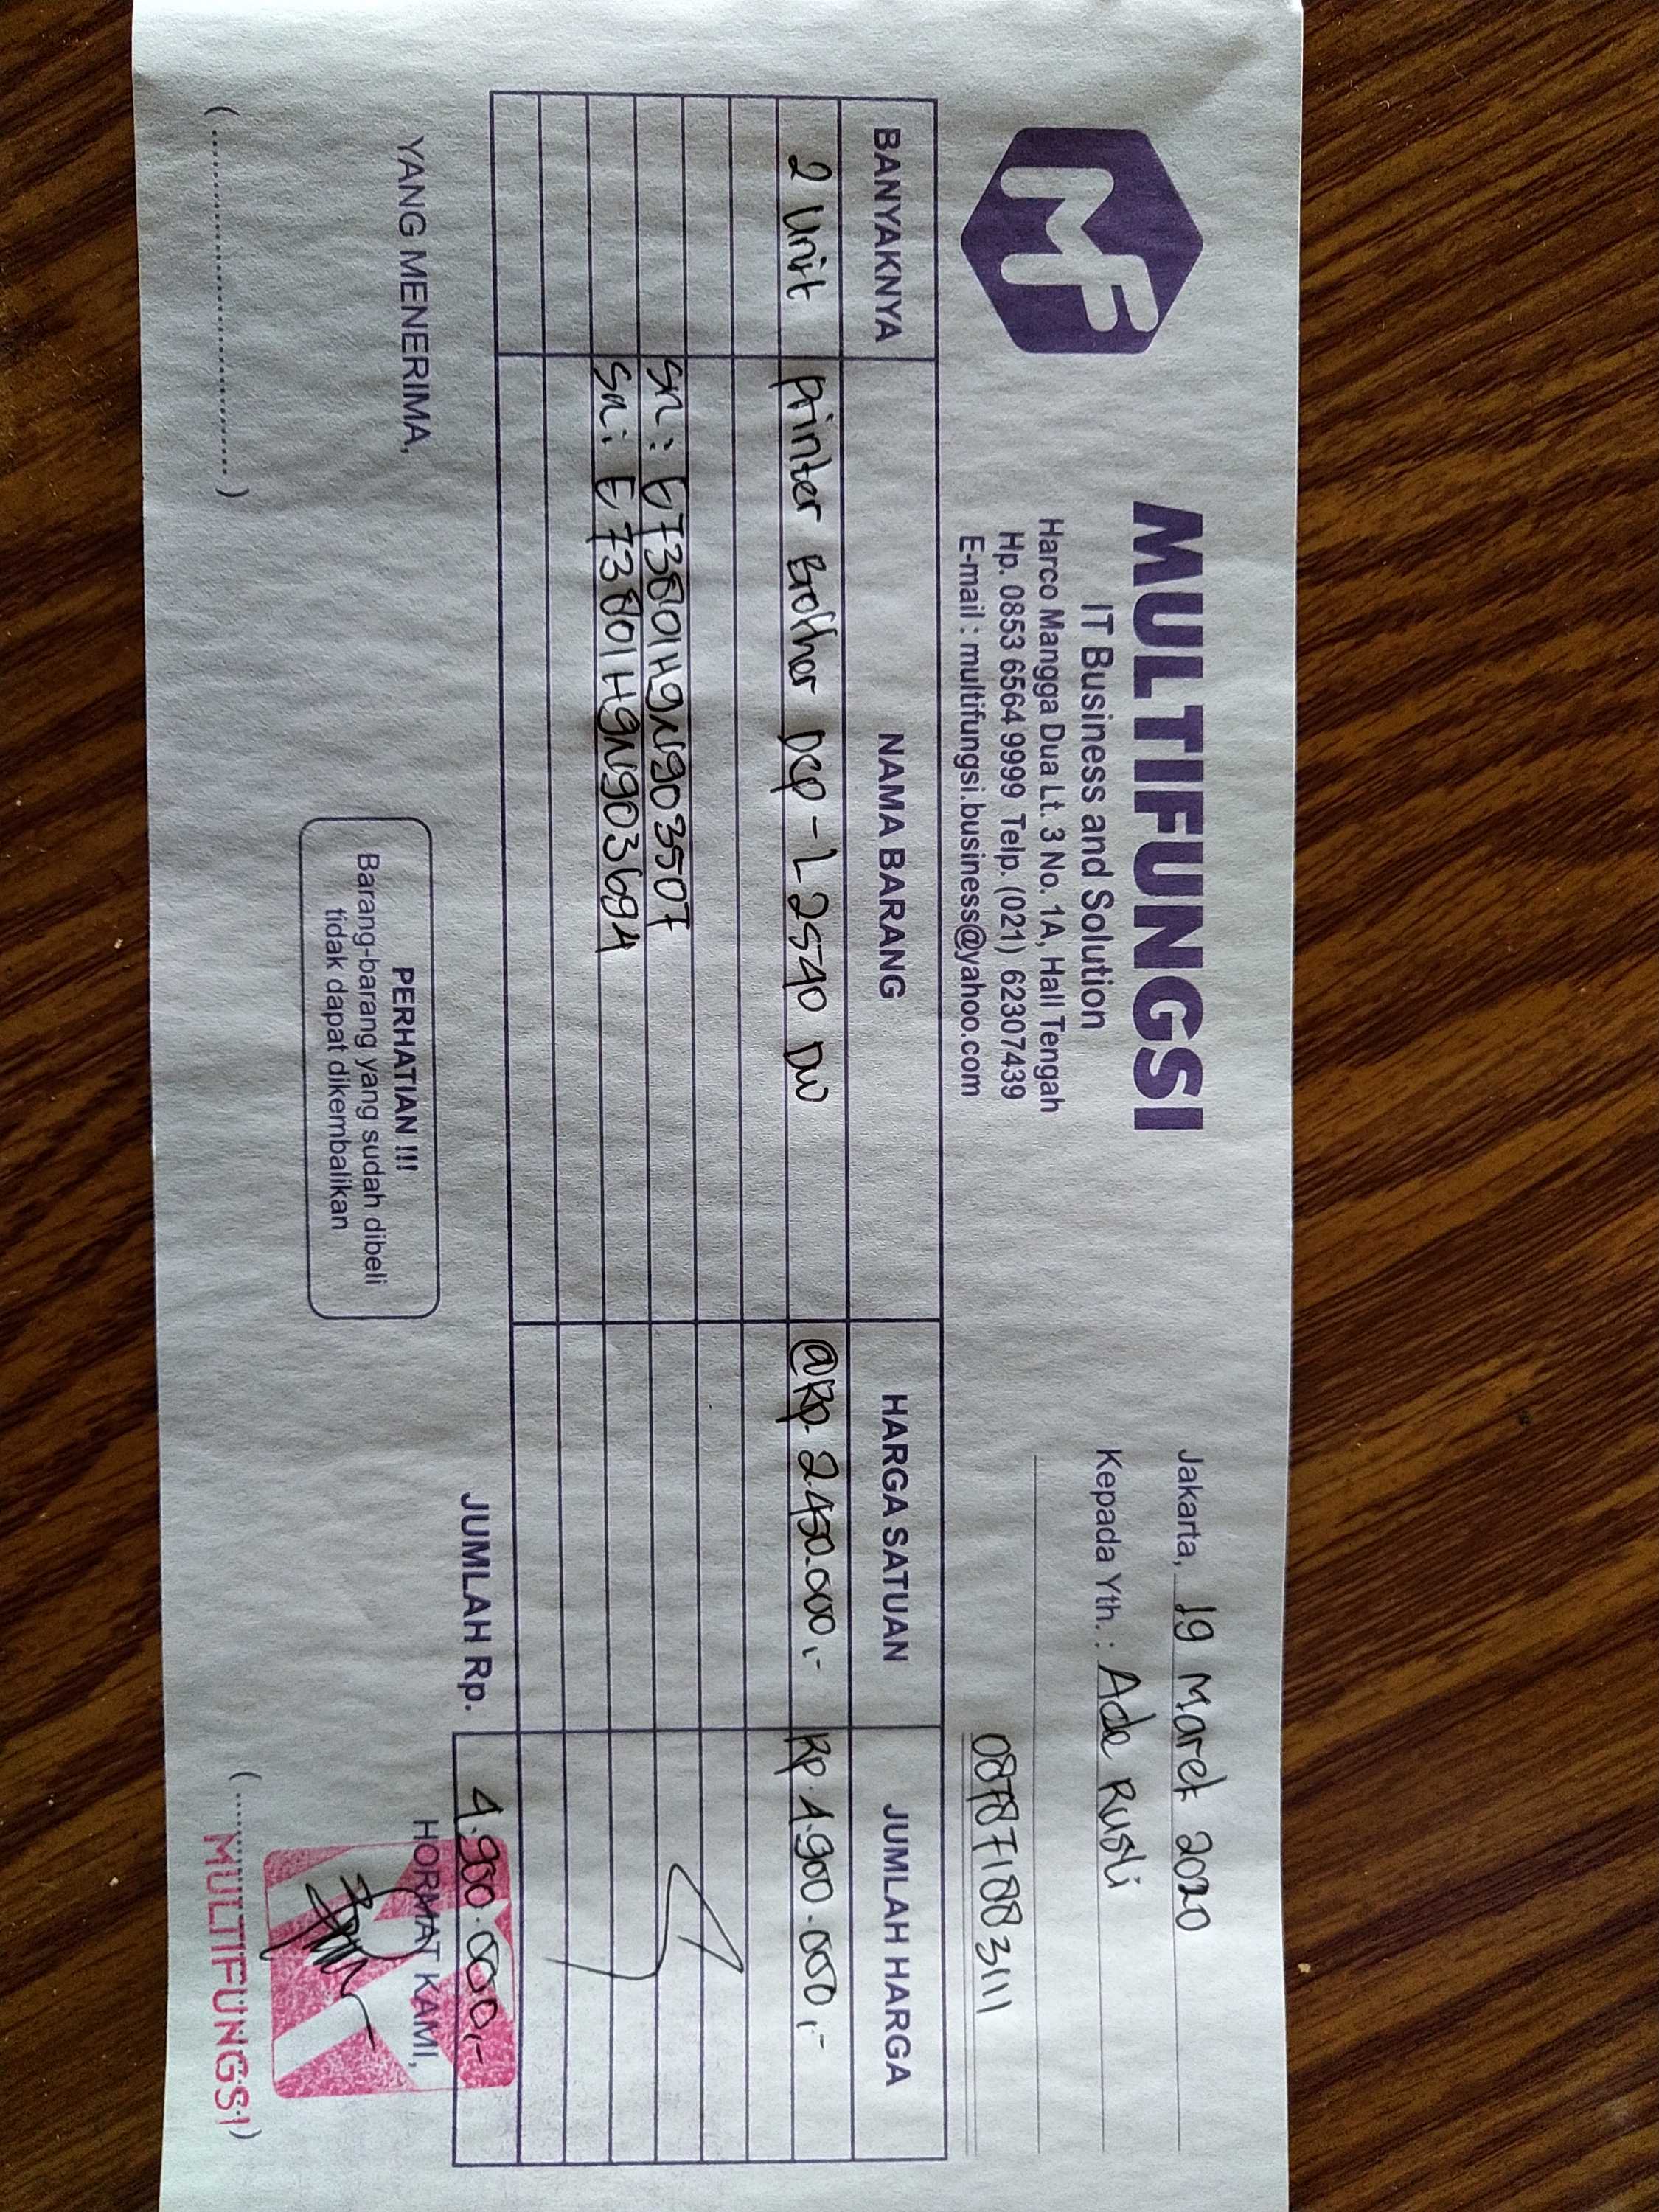 MF
MULTIFUNGSI
IT Business and Solution
Harco Mangga Dua Lt. 3 No. 1A, Hall Tengah
Hp. 0853 6564 9999 Telp. (021) 62307439
E-mail : multifungsi.business@yahoo.com
Jakarta, 19 Maret 2020
Kepada Yth. : Ade Rusli
087871883111
BANYAKNYA NAMA BARANG HARGA SATUAN JUMLAH HARGA
2 Unit Printer Brother DCP-L2540 DW @Rp. 2.450.000,- Rp. 4.900.000,-
Sn : E73801H9N903507
Sn : E73801H9N903694
JUMLAH Rp. 4.900.000,-
YANG MENERIMA,
HORMAT KAMI,
PERHATIAN !!!
Barang-barang yang sudah dibeli
tidak dapat dikembalikan
(..............................)
(..... MULTIFUNGSI)